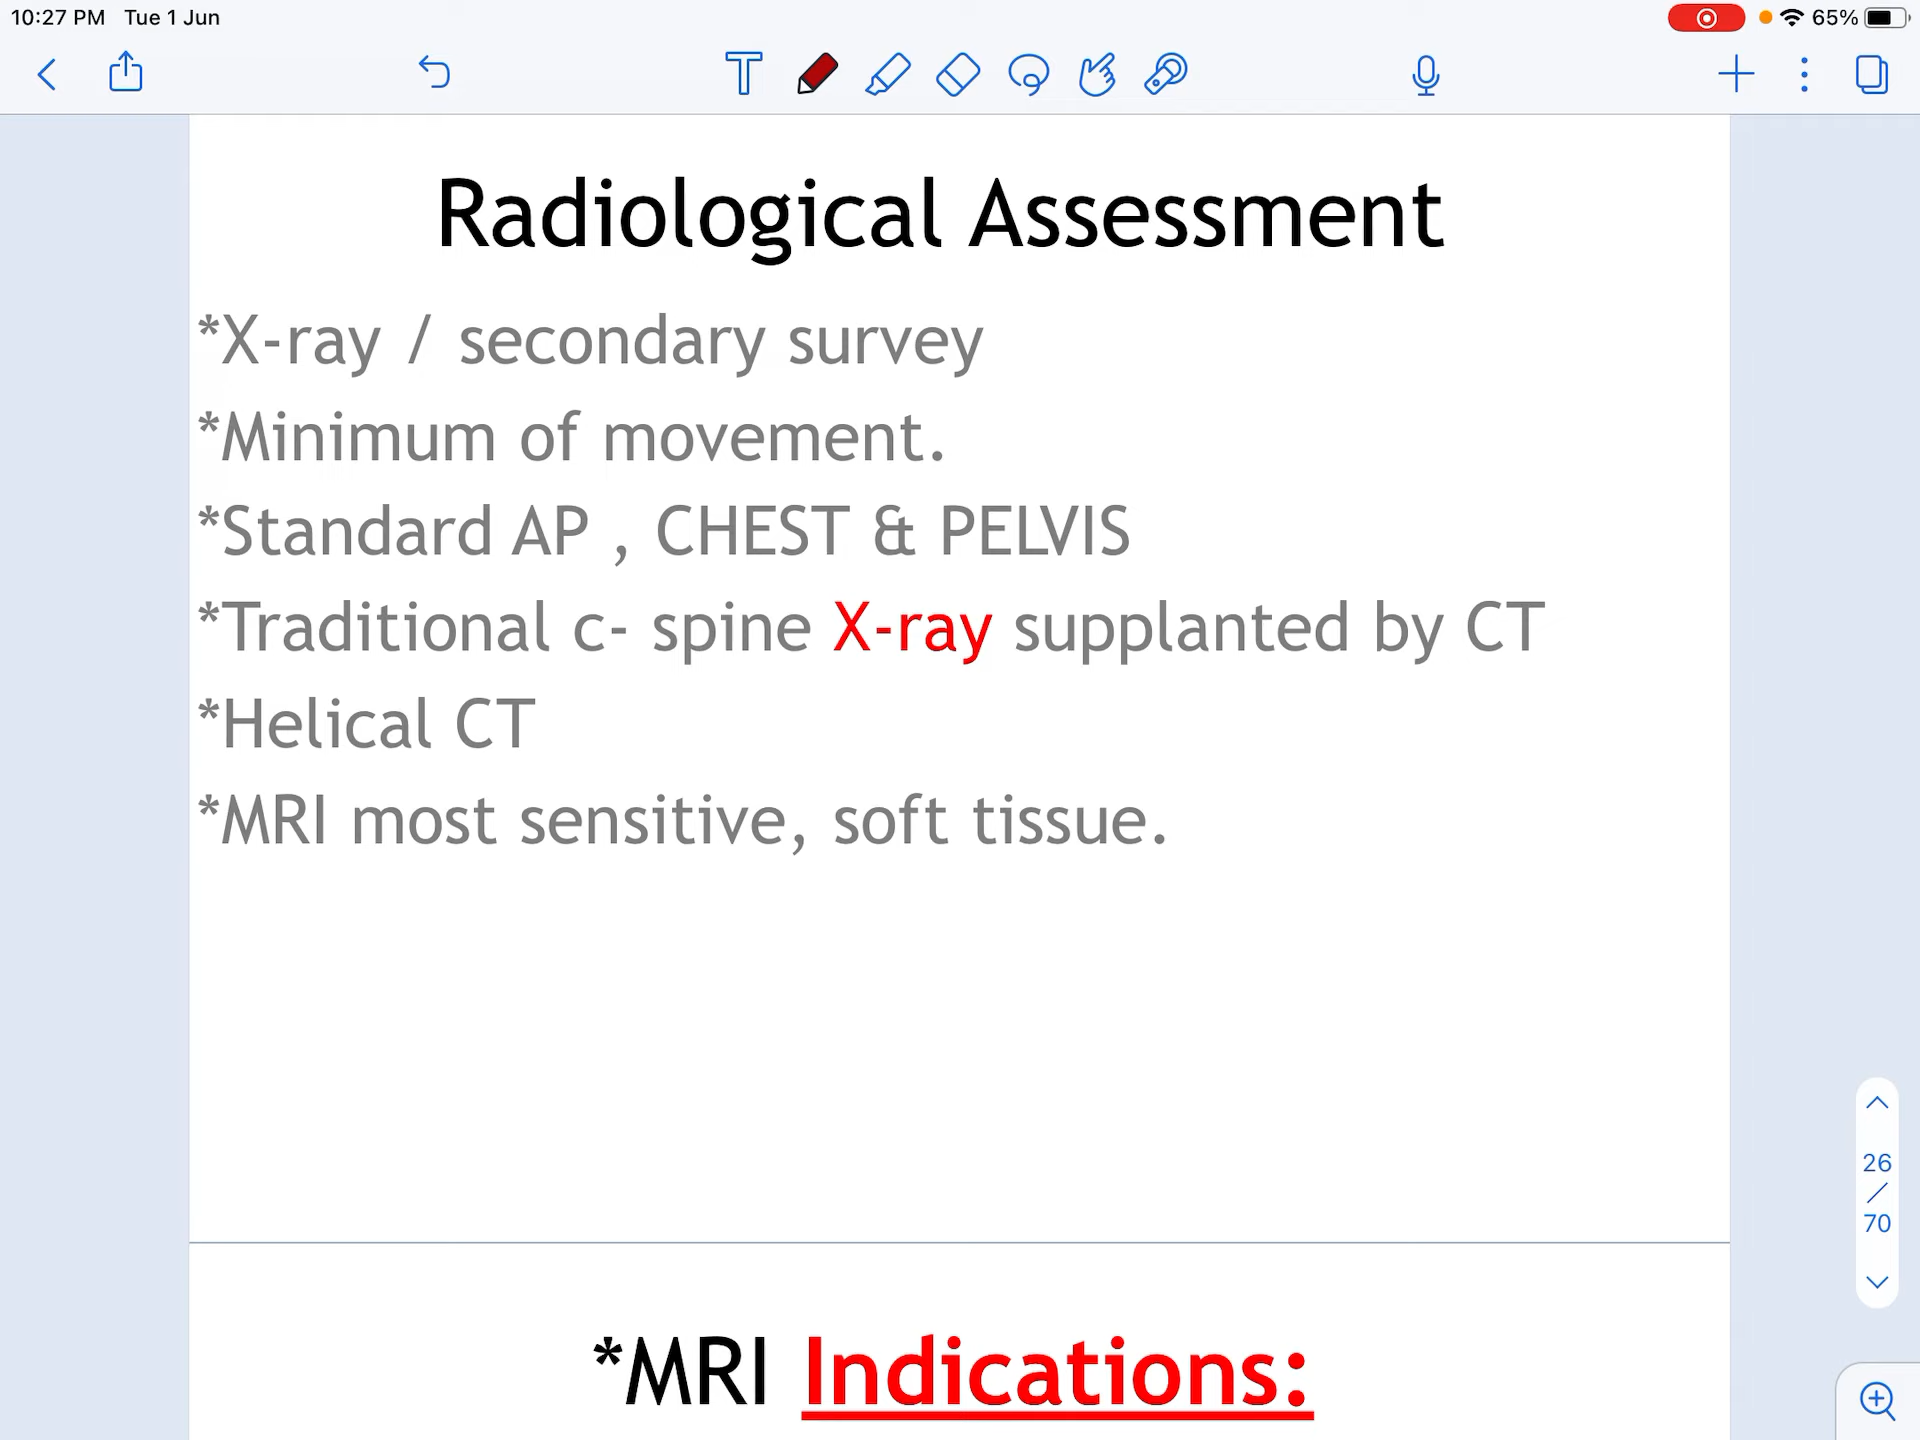 10:27 PM Tue 1 Jun
65%
T
Radiological Assessment
*X-ray / secondary survey
*Minimum of movement.
*Standard AP , CHEST & PELVIS
*Traditional c- spine X-ray supplanted by CT
*Helical CT
*MRI most sensitive, soft tissue.
26
/
70
*MRI Indications: